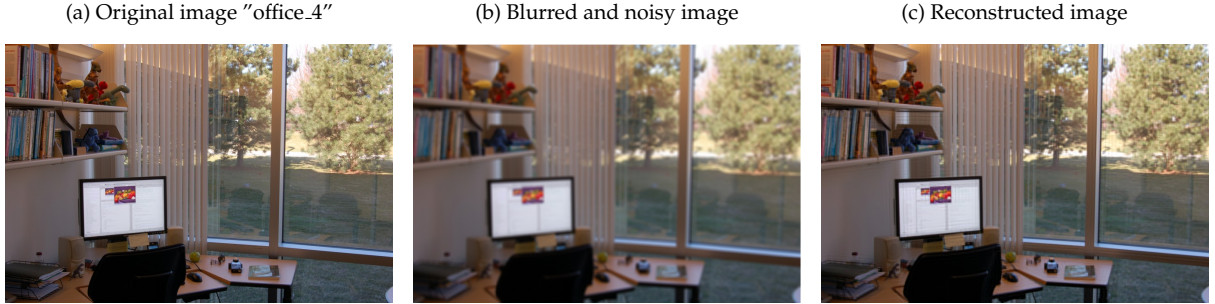 (a) Original image "office_4"
(b) Blurred and noisy image
(c) Reconstructed image